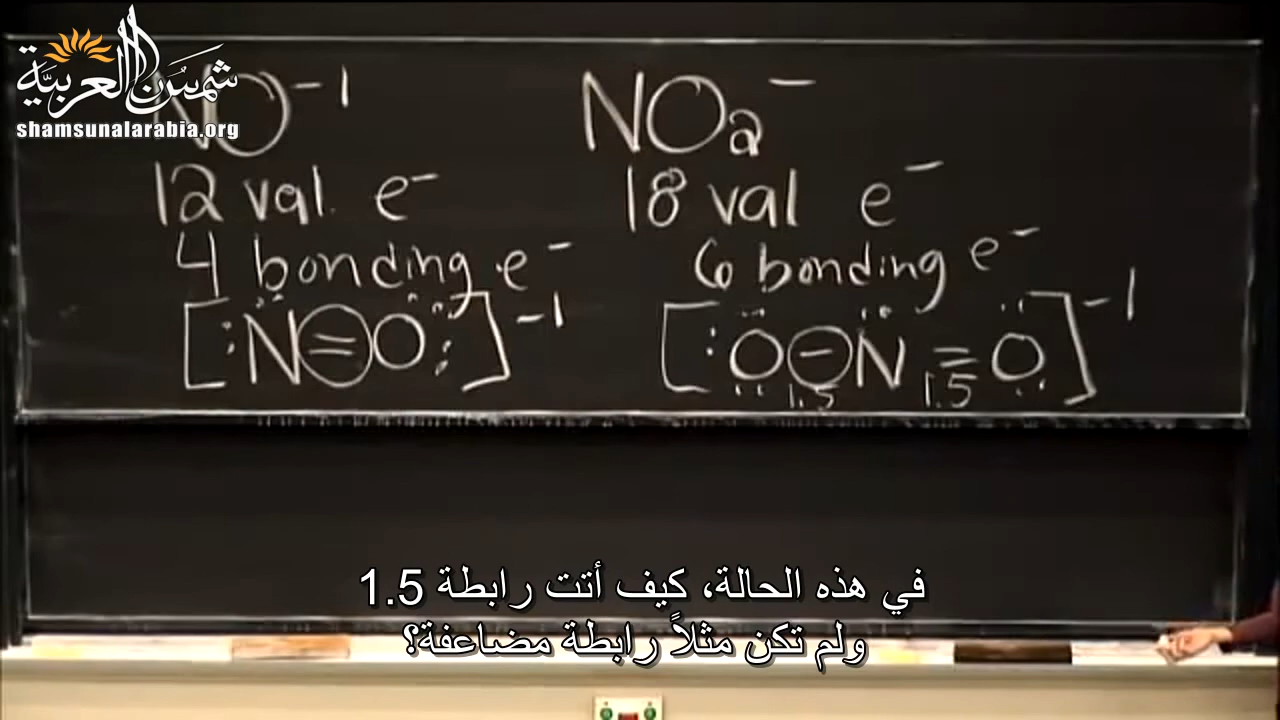 شمسُ العربيَّة
shamsunalarabia.org
NO⁻¹
NO₂⁻
12 val e⁻
18 val e⁻
4 bonding e⁻
6 bonding e⁻
[:N̈=Ö:]⁻¹
[:Ö-N̈=Ö]⁻¹
1.5 1.5
في هذه الحالة، كيف أتت رابطة 1.5
ولم تكن مثلاً رابطة مضاعفة؟